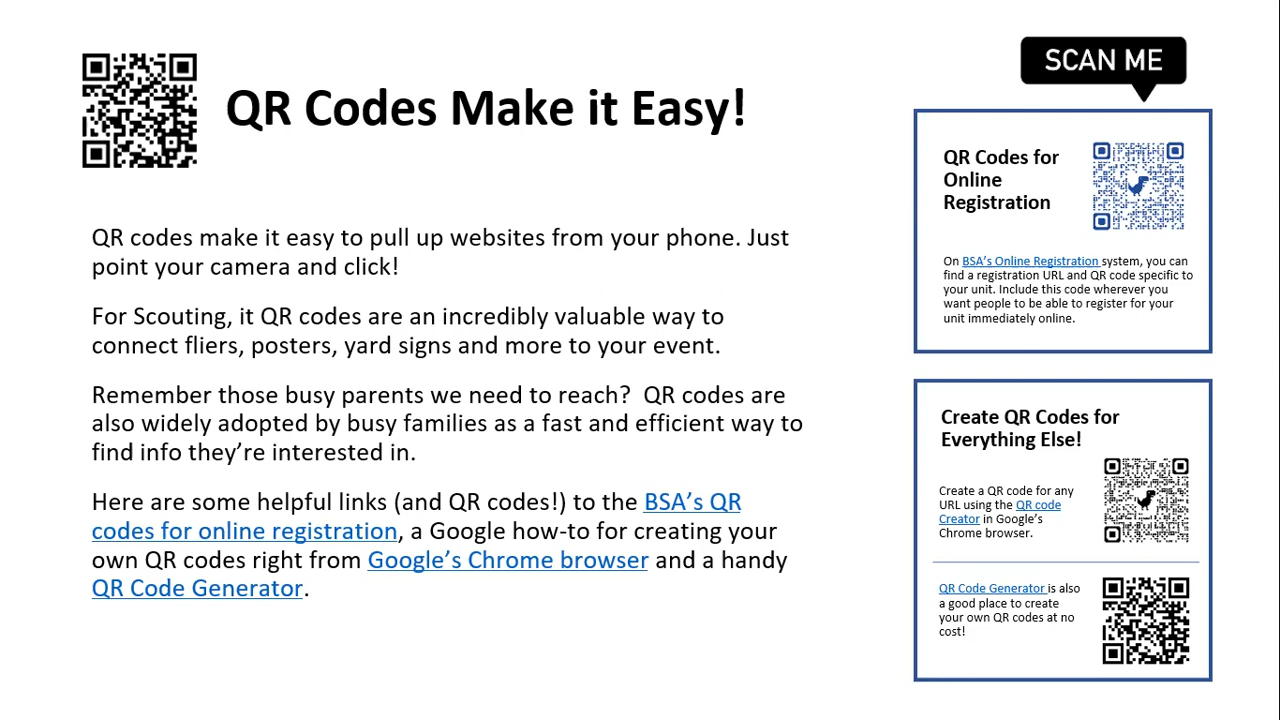 QR Codes Make it Easy!
QR codes make it easy to pull up websites from your phone. Just
point your camera and click!
For Scouting, it QR codes are an incredibly valuable way to
connect fliers, posters, yard signs and more to your event.
Remember those busy parents we need to reach?  QR codes are
also widely adopted by busy families as a fast and efficient way to
find info they’re interested in.
Here are some helpful links (and QR codes!) to the BSA’s QR
codes for online registration, a Google how-to for creating your
own QR codes right from Google’s Chrome browser and a handy
QR Code Generator.
SCAN ME
QR Codes for
Online
Registration
On BSA’s Online Registration system, you can
find a registration URL and QR code specific to
your unit. Include this code wherever you
want people to be able to register for your
unit immediately online.
Create QR Codes for
Everything Else!
Create a QR code for any
URL using the QR code
Creator in Google’s
Chrome browser.
QR Code Generator is also
a good place to create
your own QR codes at no
cost!